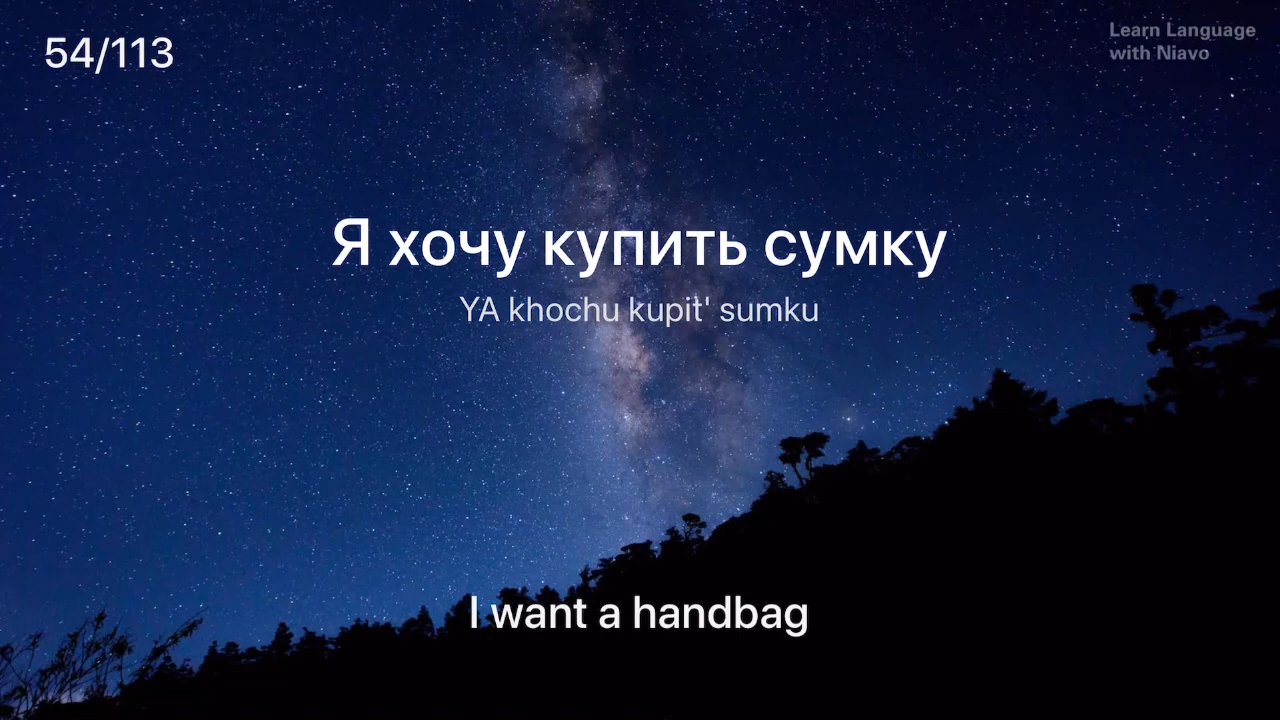 54/113
Learn Language
with Niavo
Я хочу купить сумку
YA khochu kupit' sumku
I want a handbag